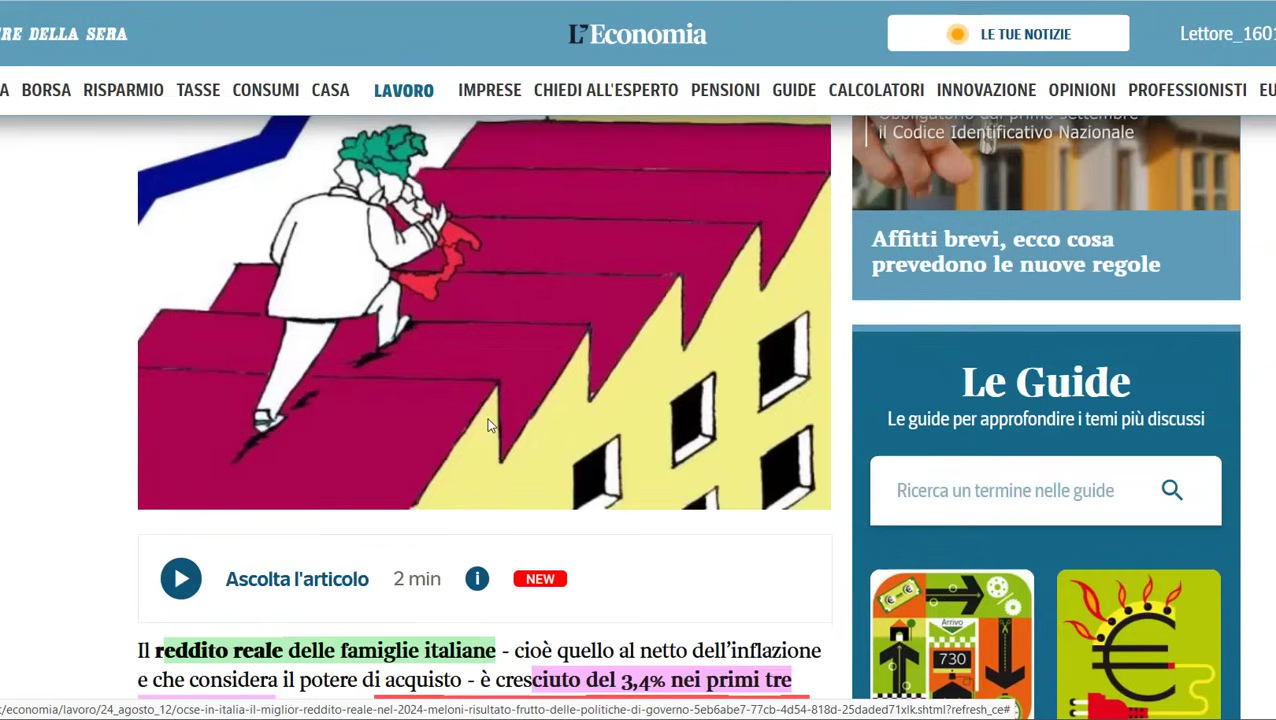 RE DELLA SERA
L'Economia
LE TUE NOTIZIE
Lettore_1601
A BORSA RISPARMIO TASSE CONSUMI CASA LAVORO IMPRESE CHIEDI ALL'ESPERTO PENSIONI GUIDE CALCOLATORI INNOVAZIONE OPINIONI PROFESSIONISTI EU
Obbligatorio dal primo settembre
il Codice Identificativo Nazionale
Affitti brevi, ecco cosa
prevedono le nuove regole
Le Guide
Le guide per approfondire i temi più discussi
Ricerca un termine nelle guide
Arrivo
730
Ascolta l'articolo 2 min i NEW
Il reddito reale delle famiglie italiane - cioè quello al netto dell'inflazione
e che considera il potere di acquisto - è cresciuto del 3,4% nei primi tre
/economia/lavoro/24_agosto_12/ocse-in-italia-il-miglior-reddito-reale-nel-2024-meloni-risultato-frutto-delle-politiche-di-governo-5eb6abe7-77cb-4d54-818d-25daded71xlk.shtml?refresh_ce#